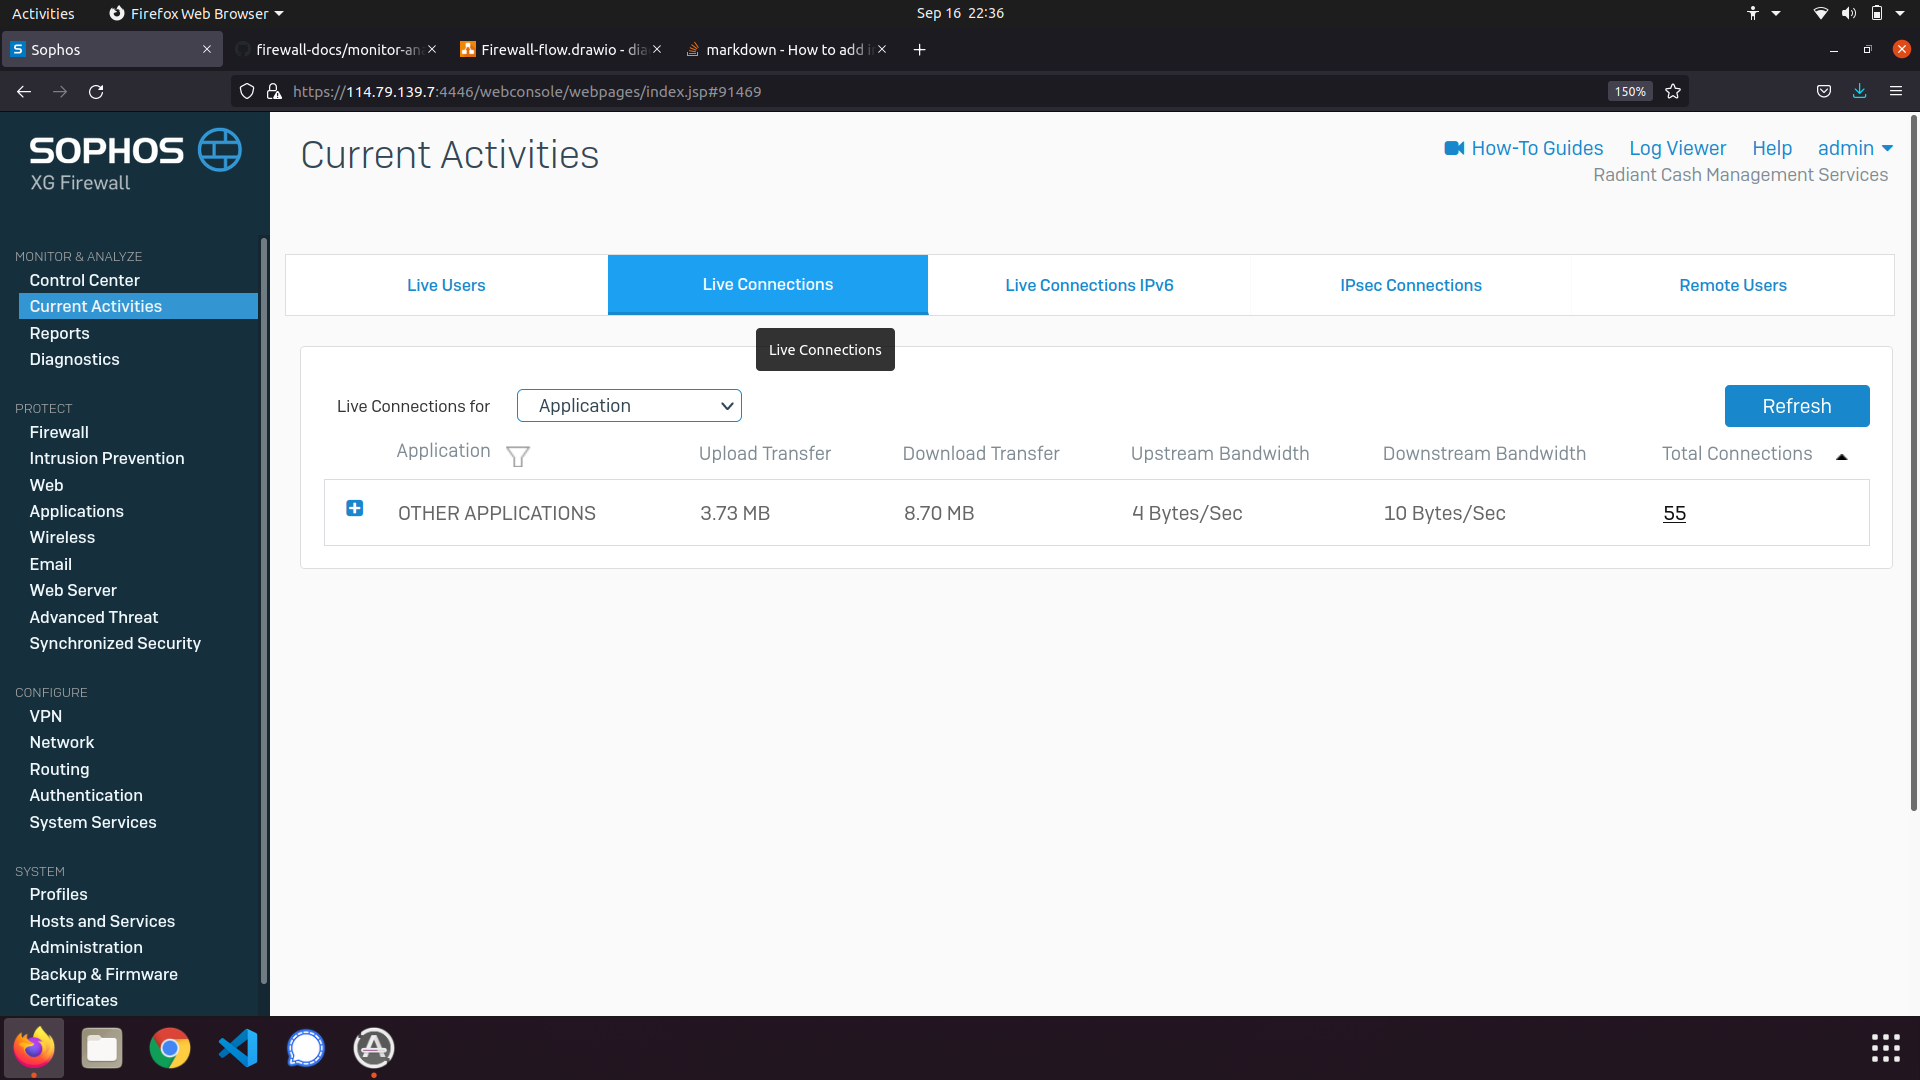 Activities
Firefox Web Browser
Sep 16 22:36
Sophos
firewall-docs/monitor-an
Firewall-flow.drawio - dia
markdown - How to add i
https://114.79.139.7:4446/webconsole/webpages/index.jsp#91469
150%
SOPHOS
XG Firewall
MONITOR & ANALYZE
Control Center
Current Activities
Reports
Diagnostics
PROTECT
Firewall
Intrusion Prevention
Web
Applications
Wireless
Email
Web Server
Advanced Threat
Synchronized Security
CONFIGURE
VPN
Network
Routing
Authentication
System Services
SYSTEM
Profiles
Hosts and Services
Administration
Backup & Firmware
Certificates
Current Activities
How-To Guides Log Viewer Help admin
Radiant Cash Management Services
Live Users Live Connections Live Connections IPv6 IPsec Connections Remote Users
Live Connections
Live Connections for Application Refresh
Application Upload Transfer Download Transfer Upstream Bandwidth Downstream Bandwidth Total Connections
OTHER APPLICATIONS 3.73 MB 8.70 MB 4 Bytes/Sec 10 Bytes/Sec 55